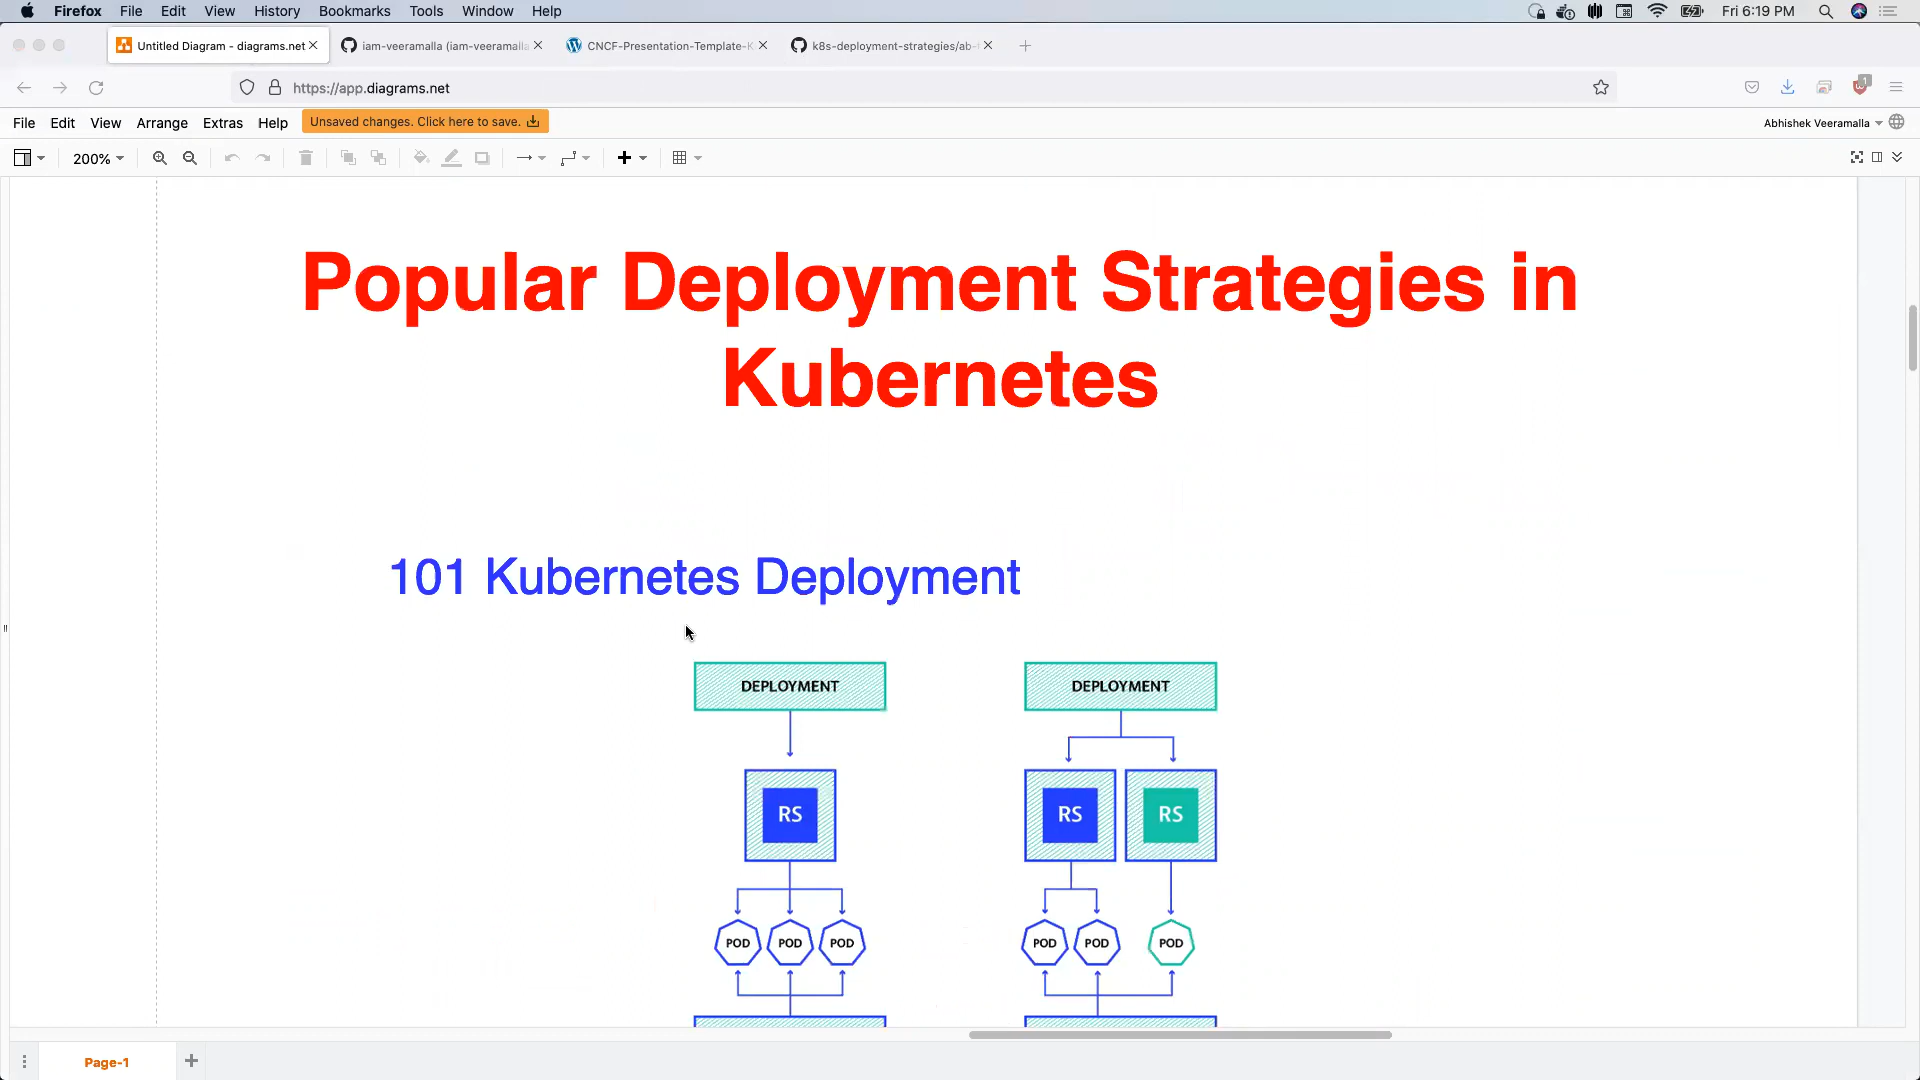 Firefox File Edit View History Bookmarks Tools Window Help Fri 6:19 PM
Untitled Diagram - diagrams.net iam-veeramalla (iam-veeramalla CNCF-Presentation-Template-K k8s-deployment-strategies/ab-
https://app.diagrams.net 1
File Edit View Arrange Extras Help Unsaved changes. Click here to save. Abhishek Veeramalla
200%
Popular Deployment Strategies in
Kubernetes
101 Kubernetes Deployment
DEPLOYMENT DEPLOYMENT
RS RS RS
POD POD POD POD POD POD
Page-1